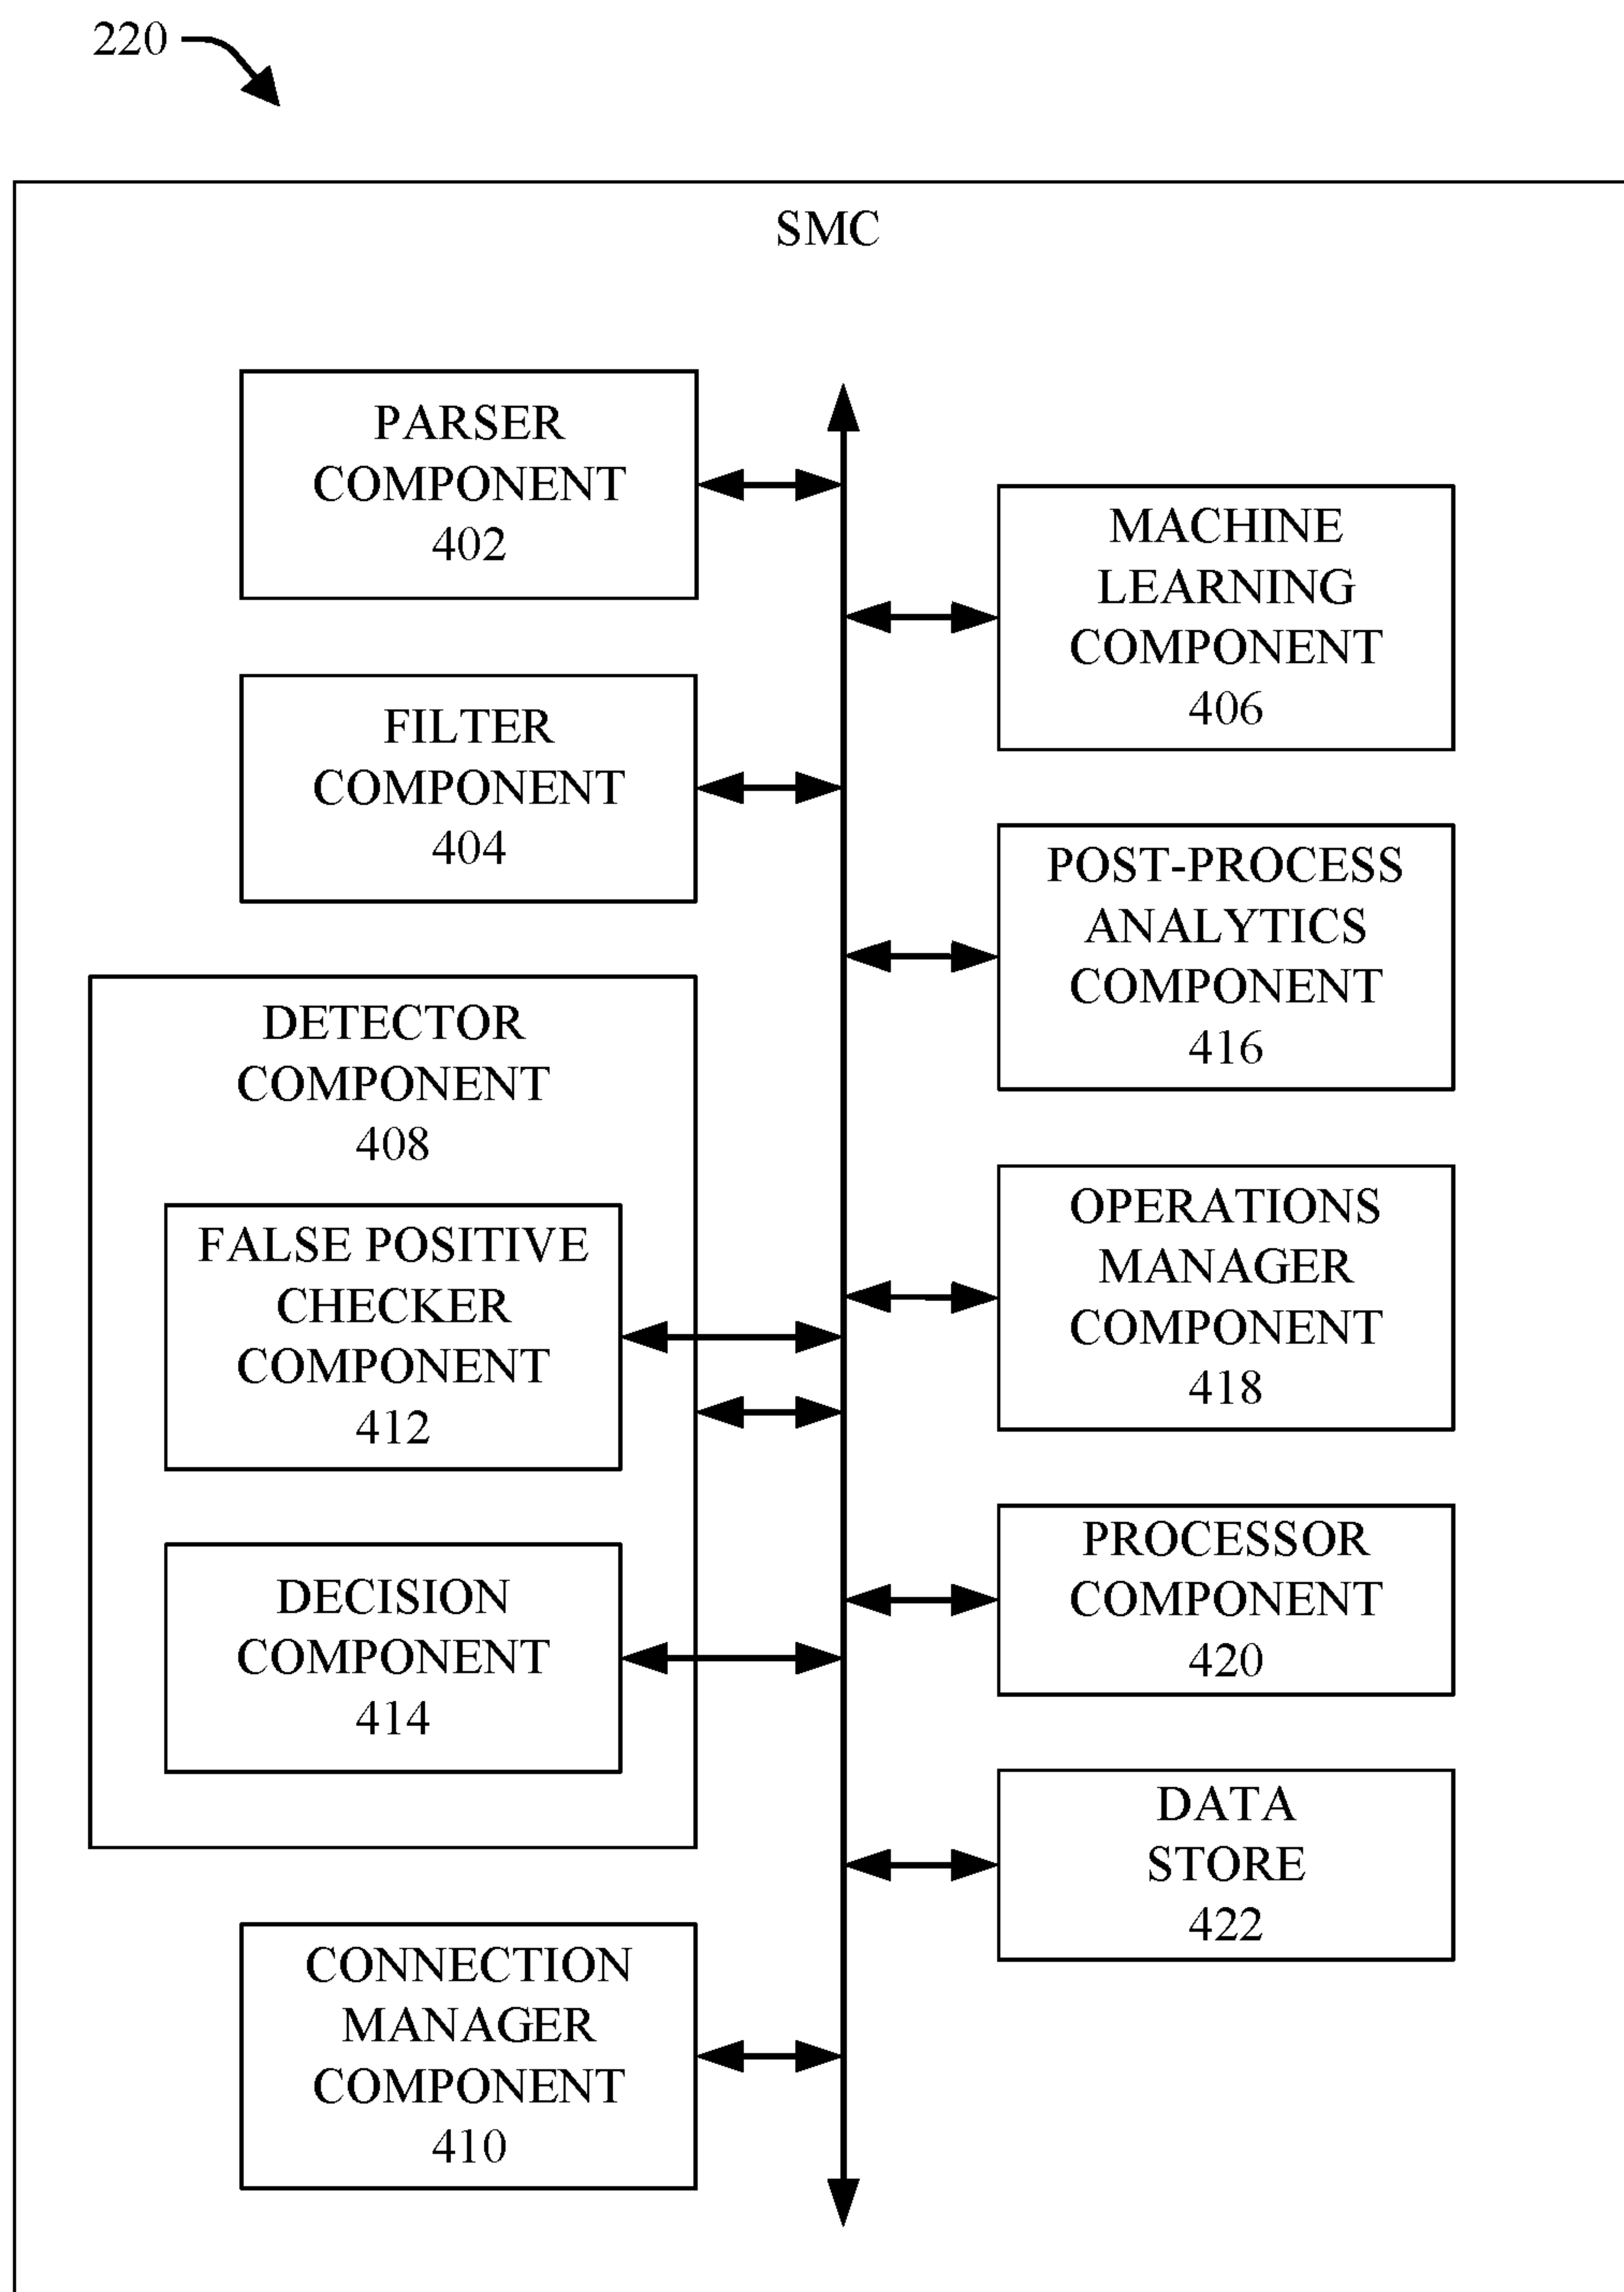 220
SMC
PARSER
COMPONENT
402
FILTER
COMPONENT
404
DETECTOR
COMPONENT
408
FALSE POSITIVE
CHECKER
COMPONENT
412
DECISION
COMPONENT
414
CONNECTION
MANAGER
COMPONENT
410
MACHINE
LEARNING
COMPONENT
406
POST-PROCESS
ANALYTICS
COMPONENT
416
OPERATIONS
MANAGER
COMPONENT
418
PROCESSOR
COMPONENT
420
DATA
STORE
422